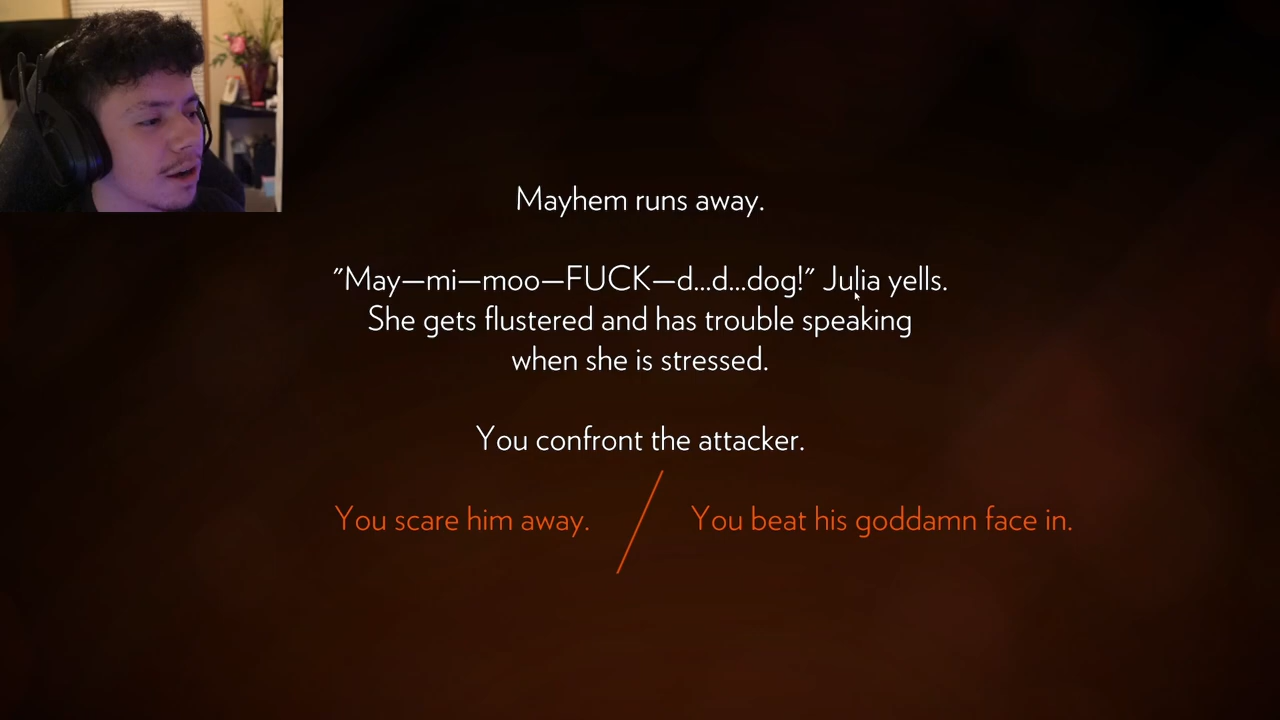 Mayhem runs away.
"May—mi—moo—FUCK—d...d...dog!" Julia yells.
She gets flustered and has trouble speaking
when she is stressed.
You confront the attacker.
You scare him away. / You beat his goddamn face in.